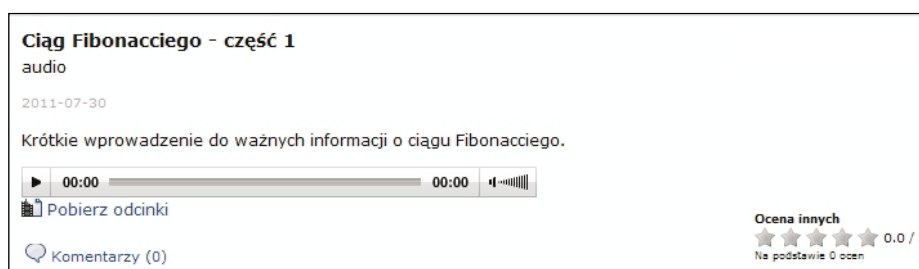 Ciąg Fibonacciego - część 1
audio
2011-07-30
Krótkie wprowadzenie do ważnych informacji o ciągu Fibonacciego.
00:00 00:00
Pobierz odcinki
Ocena innych
0.0 /
Na podstawie 0 ocen
Komentarzy (0)